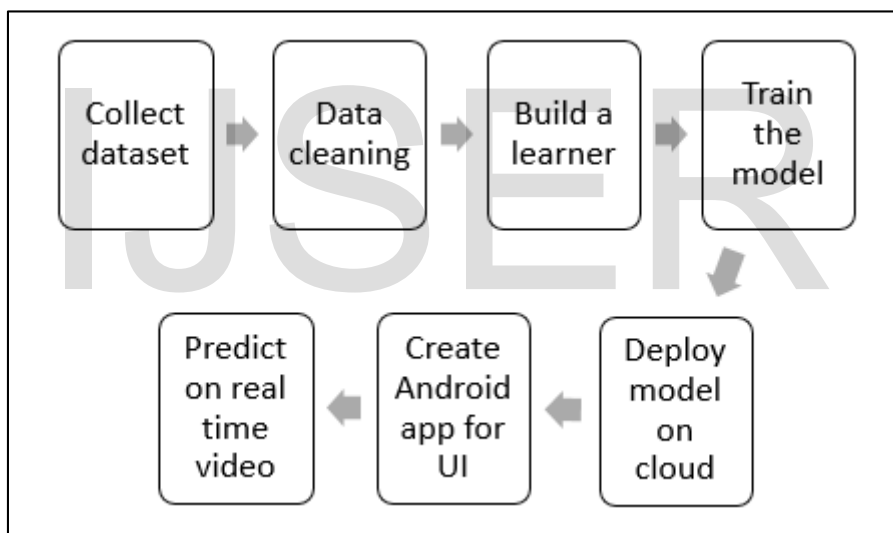 Collect
dataset
Data
cleaning
Build a
learner
Train
the
model
Deploy
model
on
cloud
Create
Android
app for
UI
Predict
on real
time
video
IJSER